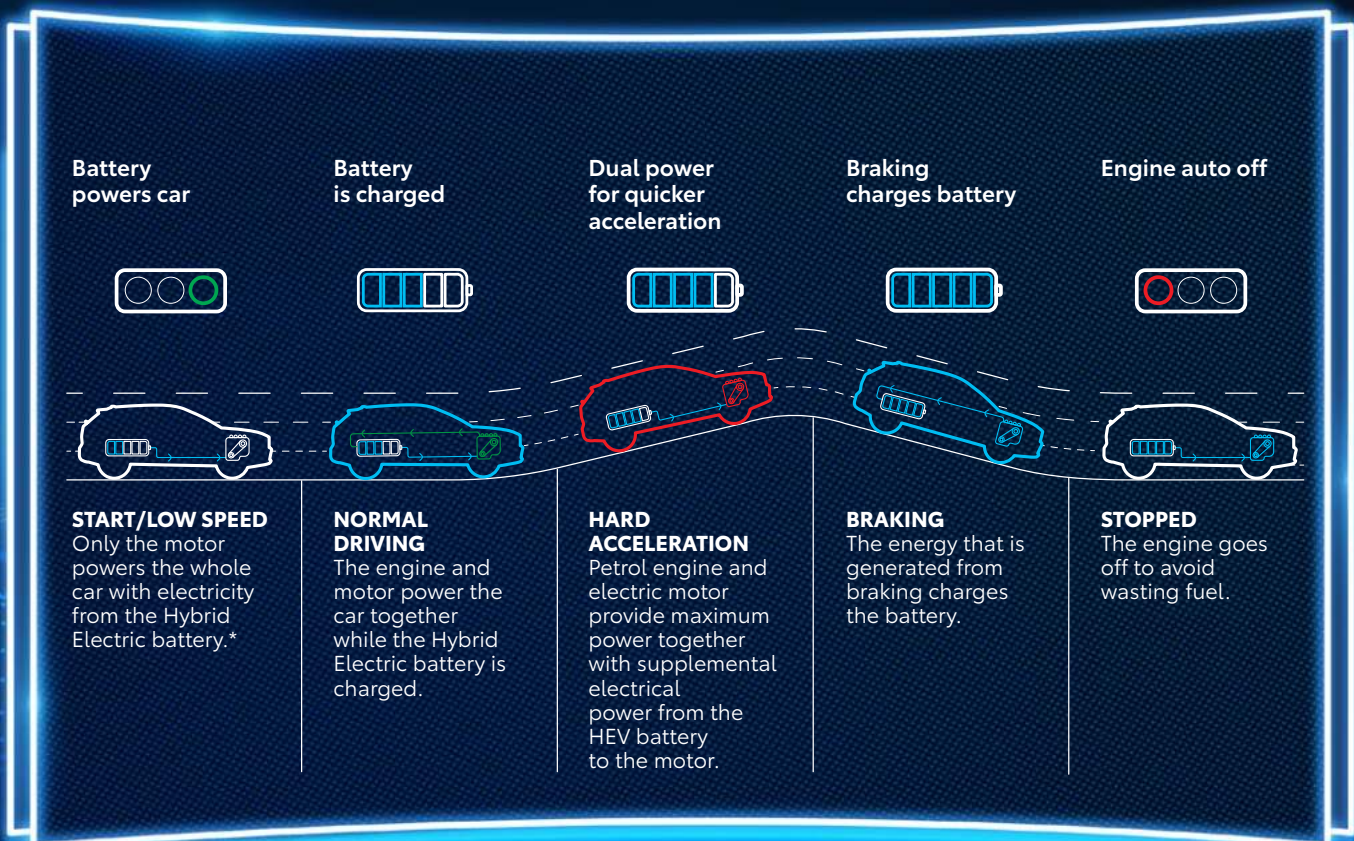 Battery
powers car
Battery
is charged
Dual power
for quicker
acceleration
Braking
charges battery
Engine auto off
START/LOW SPEED
Only the motor
powers the whole
car with electricity
from the Hybrid
Electric battery.*
NORMAL
DRIVING
The engine and
motor power the
car together
while the Hybrid
Electric battery is
charged.
HARD
ACCELERATION
Petrol engine and
electric motor
provide maximum
power together
with supplemental
electrical
power from the
HEV battery
to the motor.
BRAKING
The energy that is
generated from
braking charges
the battery.
STOPPED
The engine goes
off to avoid
wasting fuel.